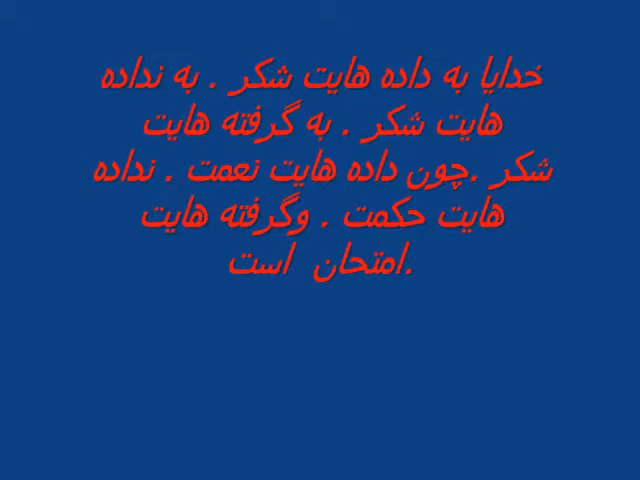 خدایا به داده هایت شکر . به نداده
هایت شکر . به گرفته هایت
شکر .چون داده هایت نعمت . نداده
هایت حکمت . وگرفته هایت
امتحان  است.